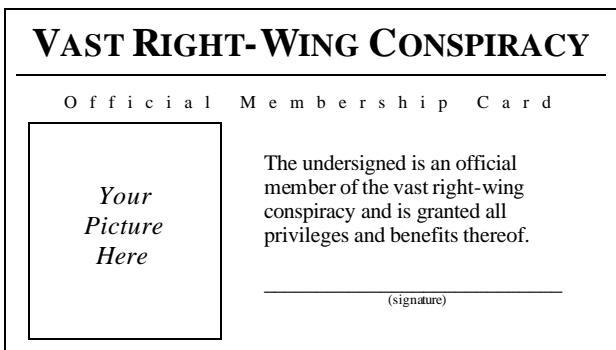 VAST RIGHT-WING CONSPIRACY
Official Membership Card
Your
Picture
Here
The undersigned is an official
member of the vast right-wing
conspiracy and is granted all
privileges and benefits thereof.
(signature)